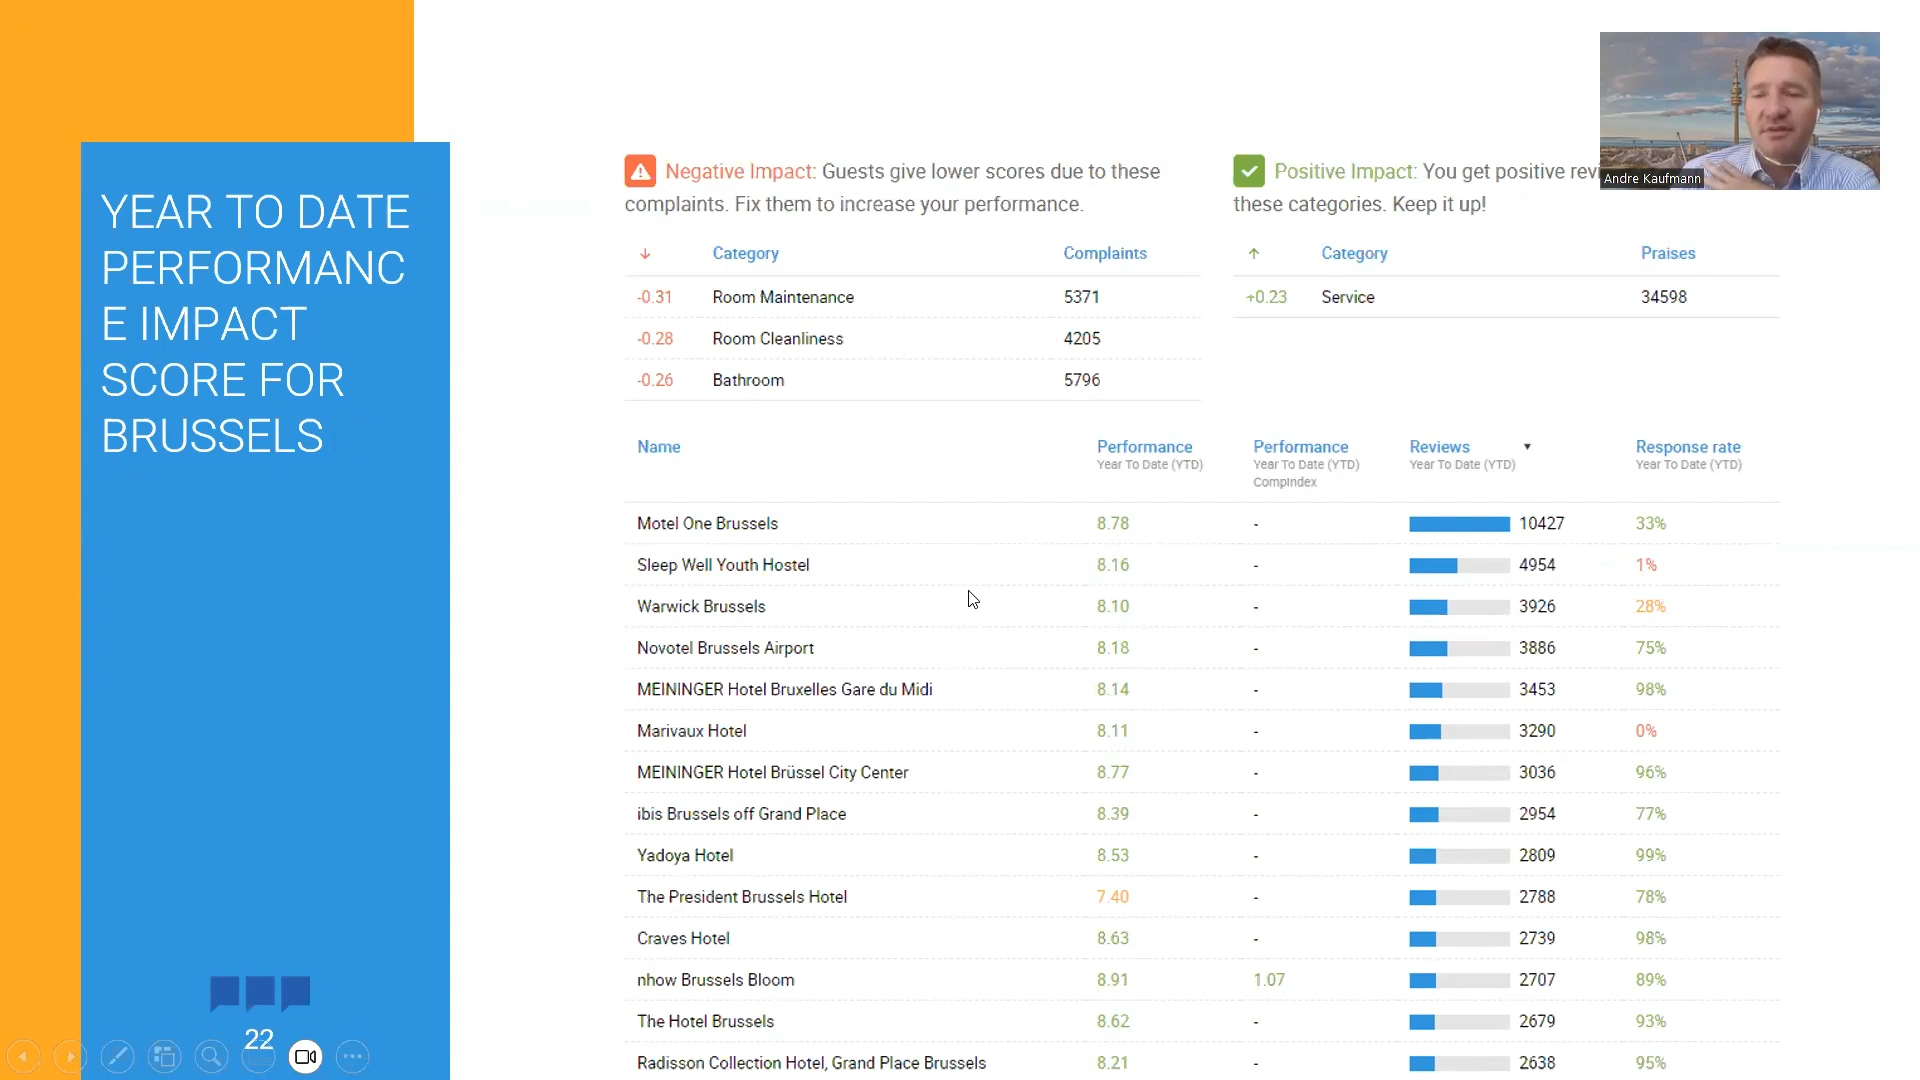 YEAR TO DATE
PERFORMANC
E IMPACT
SCORE FOR
BRUSSELS
22
Negative Impact: Guests give lower scores due to these
complaints. Fix them to increase your performance.
↓ Category Complaints
-0.31 Room Maintenance 5371
-0.28 Room Cleanliness 4205
-0.26 Bathroom 5796
Positive Impact: You get positive
these categories. Keep it up!
↑ Category Praises
+0.23 Service 34598
Andre Kaufmann
Name Performance Performance Reviews ▼ Response rate
Year To Date (YTD) Year To Date (YTD) Year To Date (YTD) Year To Date (YTD)
CompIndex
Motel One Brussels 8.78 - 10427 33%
Sleep Well Youth Hostel 8.16 - 4954 1%
Warwick Brussels 8.10 - 3926 28%
Novotel Brussels Airport 8.18 - 3886 75%
MEININGER Hotel Bruxelles Gare du Midi 8.14 - 3453 98%
Marivaux Hotel 8.11 - 3290 0%
MEININGER Hotel Brüssel City Center 8.77 - 3036 96%
ibis Brussels off Grand Place 8.39 - 2954 77%
Yadoya Hotel 8.53 - 2809 99%
The President Brussels Hotel 7.40 - 2788 78%
Craves Hotel 8.63 - 2739 98%
nhow Brussels Bloom 8.91 1.07 2707 89%
The Hotel Brussels 8.62 - 2679 93%
Radisson Collection Hotel, Grand Place Brussels 8.21 - 2638 95%